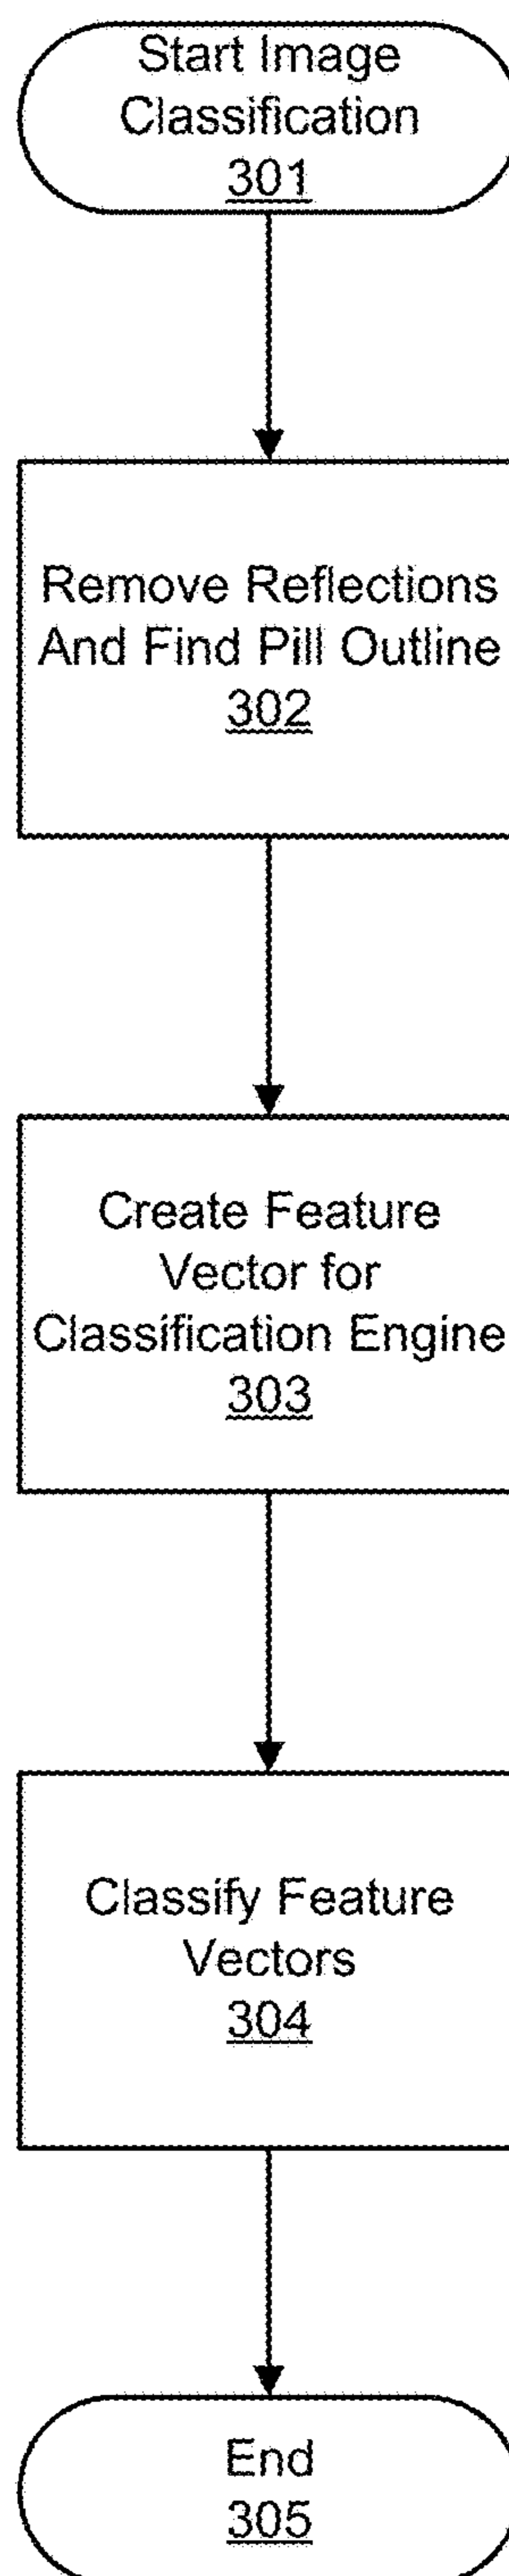 Start Image
Classification
301
Remove Reflections
And Find Pill Outline
302
Create Feature
Vector for
Classification Engine
303
Classify Feature
Vectors
304
End
305